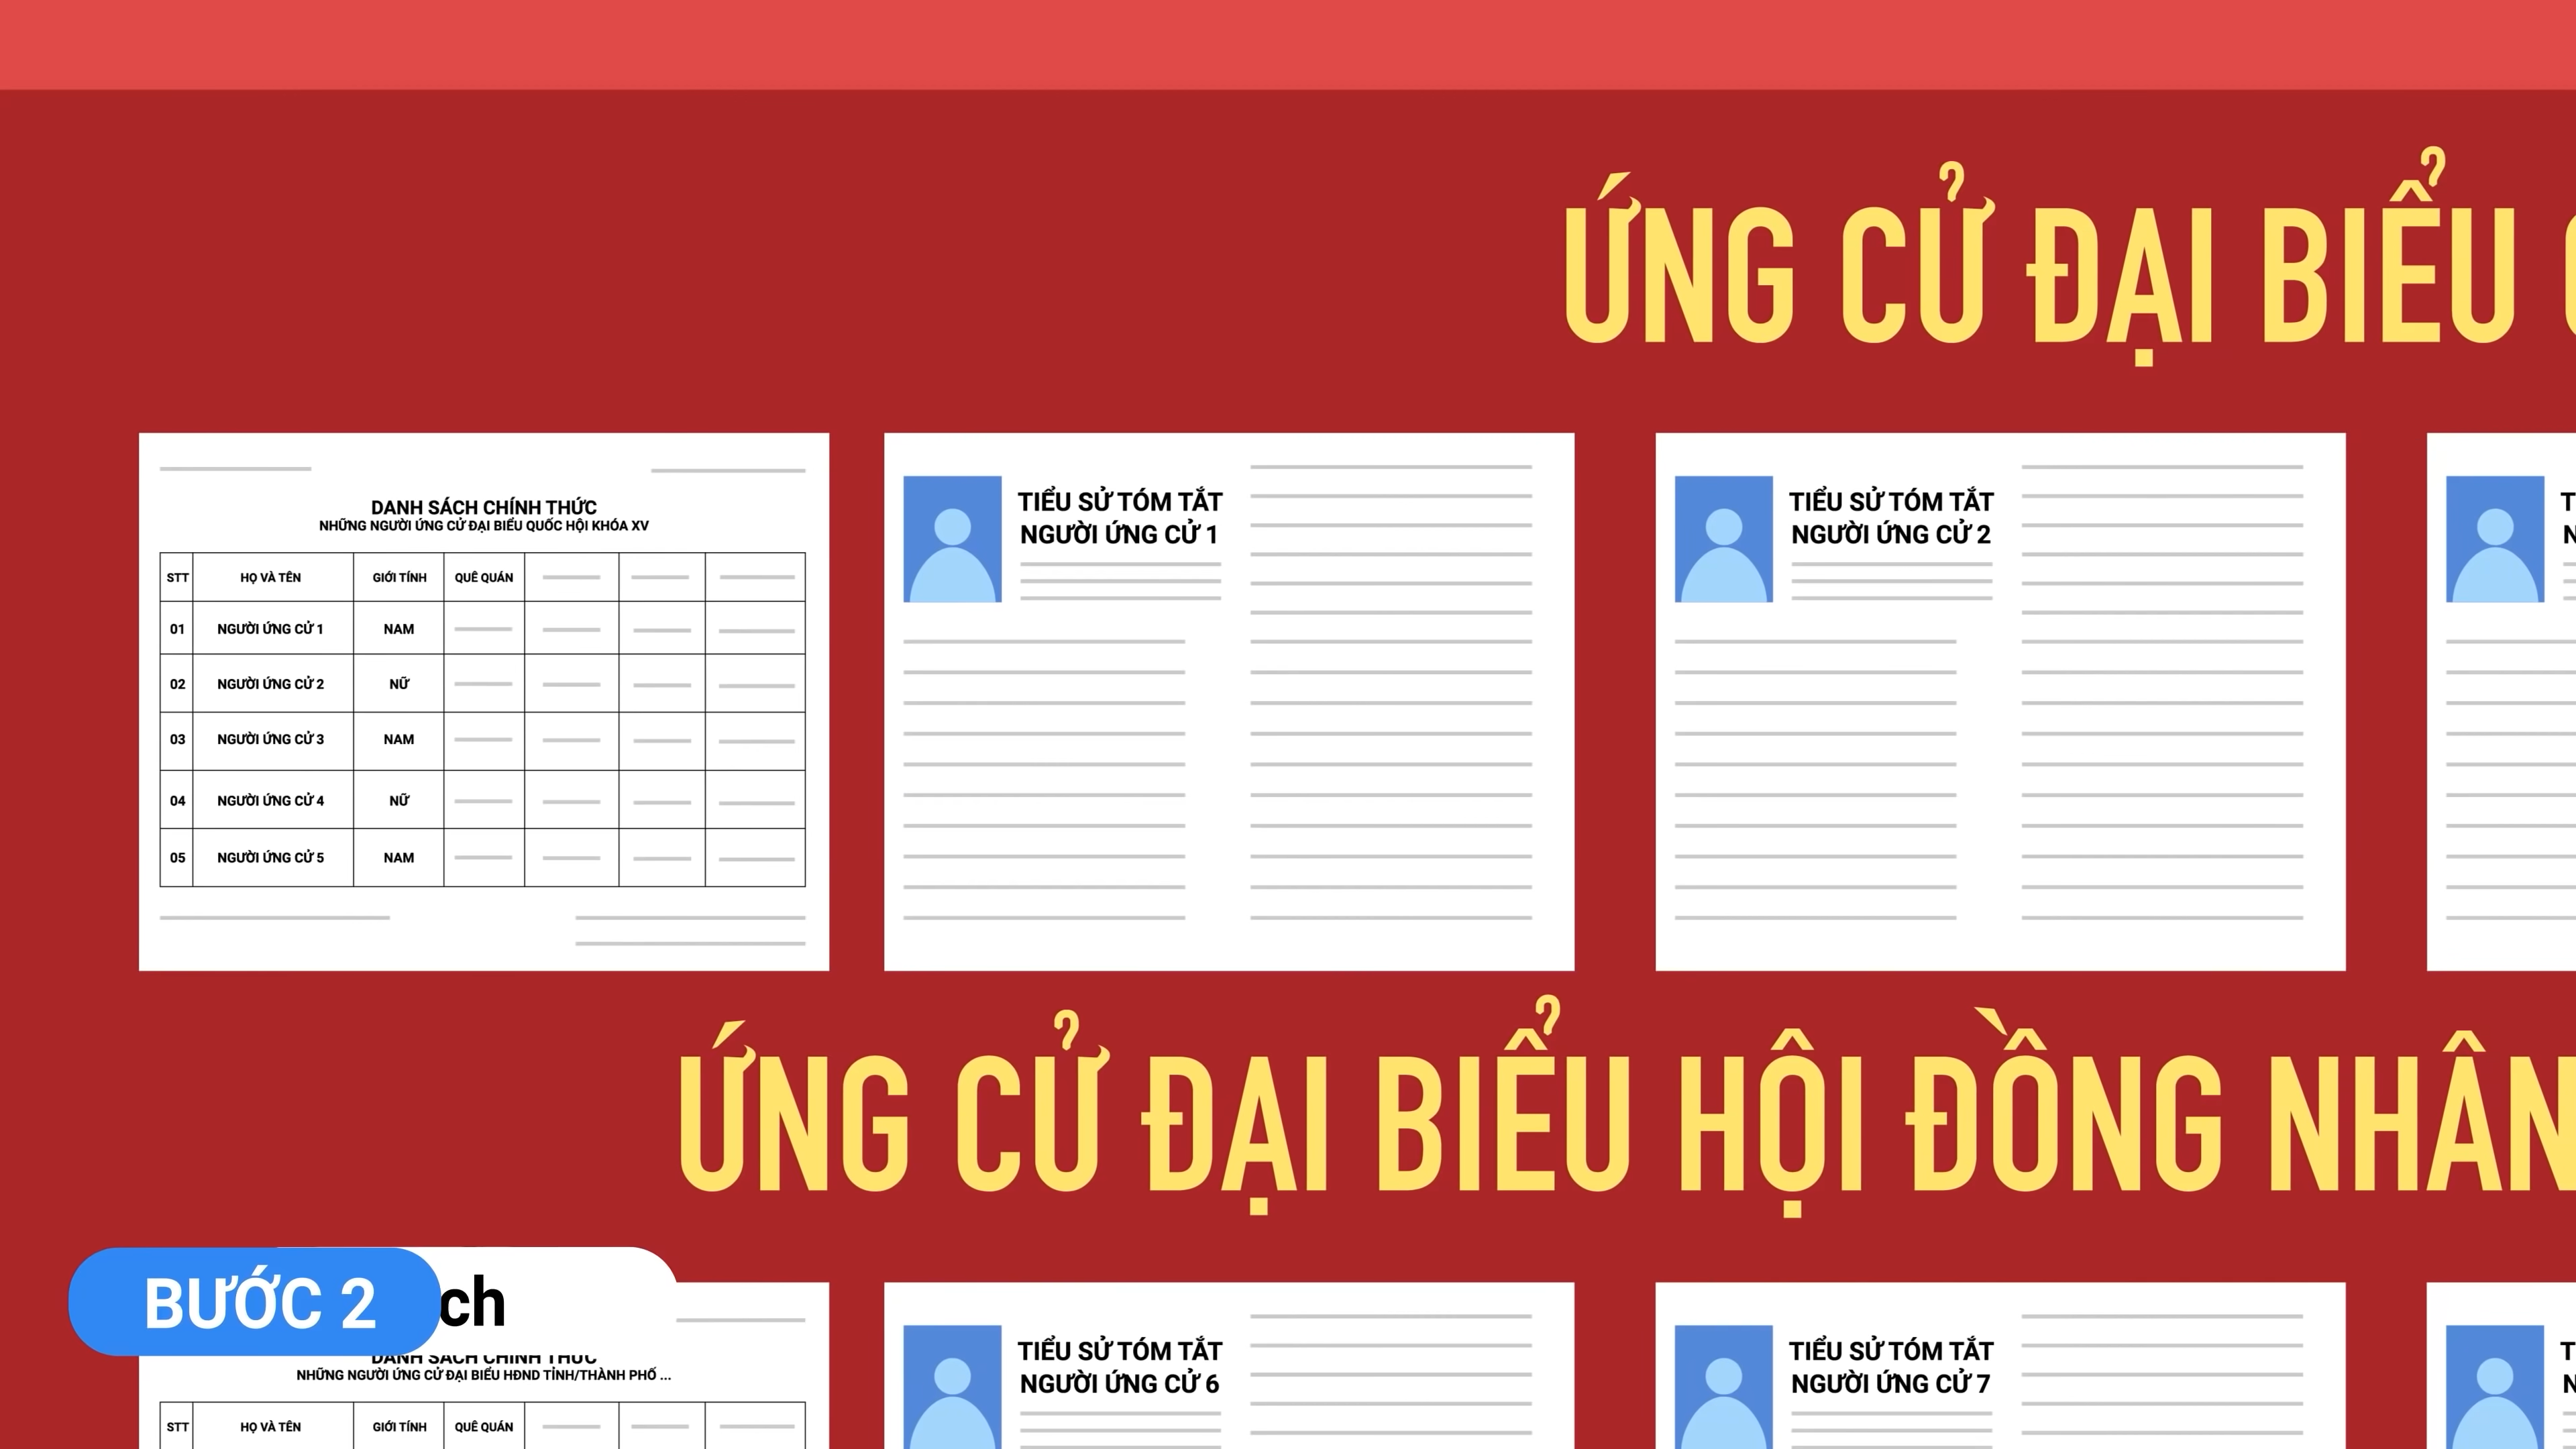 ỨNG CỬ ĐẠI BIỂU
DANH SÁCH CHÍNH THỨC
NHỮNG NGƯỜI ỨNG CỬ ĐẠI BIỂU QUỐC HỘI KHÓA XV
STT HỌ VÀ TÊN GIỚI TÍNH QUÊ QUÁN
01 NGƯỜI ỨNG CỬ 1 NAM
02 NGƯỜI ỨNG CỬ 2 NỮ
03 NGƯỜI ỨNG CỬ 3 NAM
04 NGƯỜI ỨNG CỬ 4 NỮ
05 NGƯỜI ỨNG CỬ 5 NAM
TIỂU SỬ TÓM TẮT
NGƯỜI ỨNG CỬ 1
TIỂU SỬ TÓM TẮT
NGƯỜI ỨNG CỬ 2
ỨNG CỬ ĐẠI BIỂU HỘI ĐỒNG NHÂN
BƯỚC 2 ch
DANH SÁCH CHÍNH THỨC
NHỮNG NGƯỜI ỨNG CỬ ĐẠI BIỂU HĐND TỈNH/THÀNH PHỐ ...
STT HỌ VÀ TÊN GIỚI TÍNH QUÊ QUÁN
TIỂU SỬ TÓM TẮT
NGƯỜI ỨNG CỬ 6
TIỂU SỬ TÓM TẮT
NGƯỜI ỨNG CỬ 7